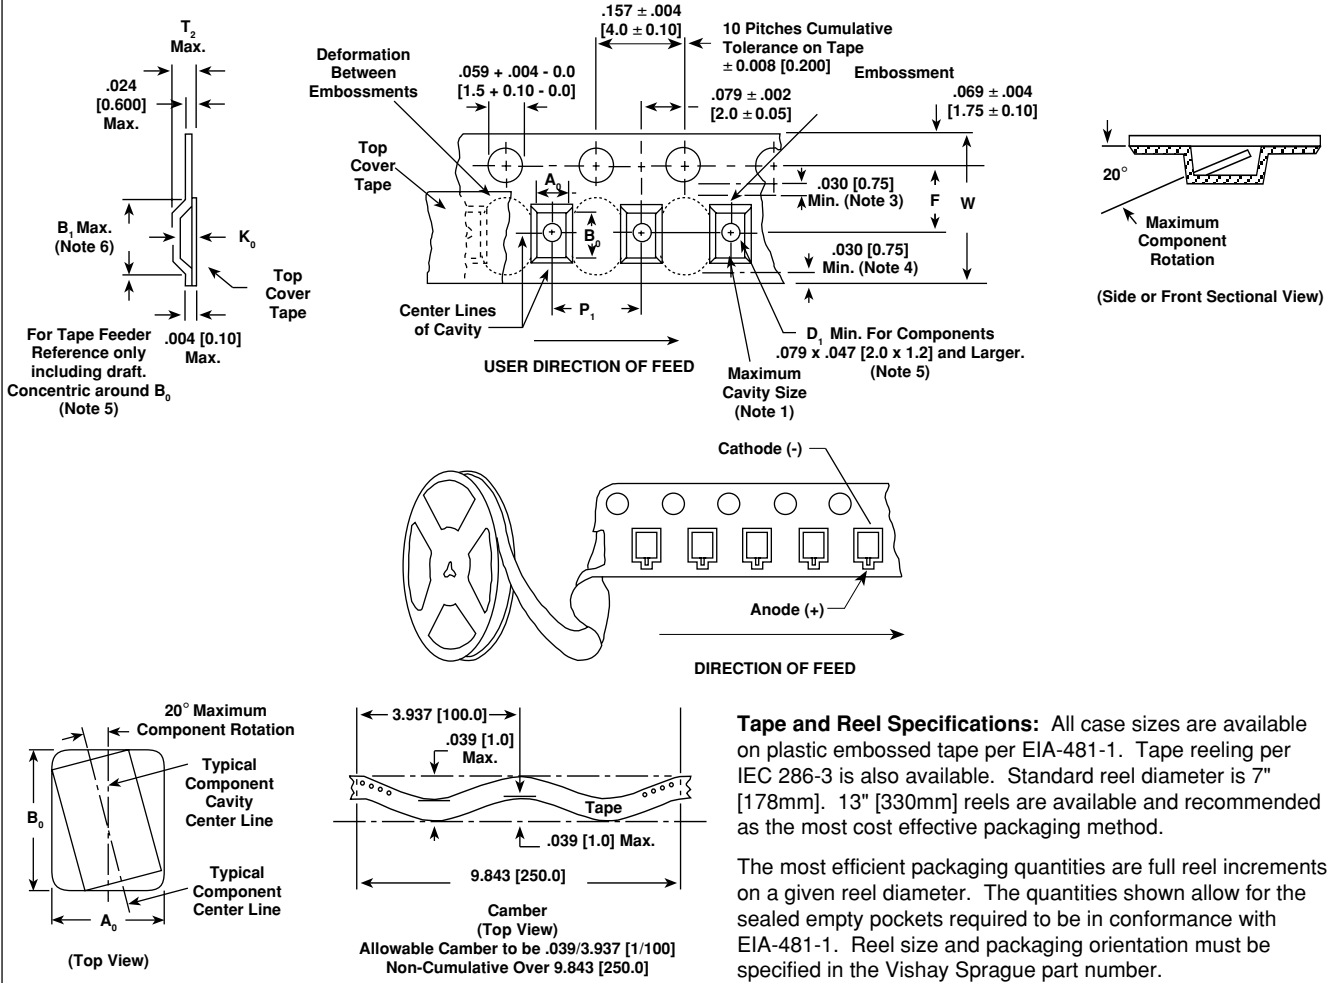 T2
Max.
.024
[0.600]
Max.
B1 Max.
(Note 6)
K0
Top
Cover
Tape
For Tape Feeder
Reference only
including draft.
Concentric around B0
(Note 5)
.004 [0.10]
Max.
Deformation
Between
Embossments
Top
Cover
Tape
.059 + .004 - 0.0
[1.5 + 0.10 - 0.0]
.157 ± .004
[4.0 ± 0.10]
10 Pitches Cumulative
Tolerance on Tape
± 0.008 [0.200]
Embossment
.079 ± .002
[2.0 ± 0.05]
.069 ± .004
[1.75 ± 0.10]
A0
B0
.030 [0.75]
Min. (Note 3)
F
W
.030 [0.75]
Min. (Note 4)
Center Lines
of Cavity
P1
USER DIRECTION OF FEED
D1 Min. For Components
.079 x .047 [2.0 x 1.2] and Larger.
(Note 5)
Maximum
Cavity Size
(Note 1)
20°
Maximum
Component
Rotation
(Side or Front Sectional View)
Cathode (-)
Anode (+)
DIRECTION OF FEED
20° Maximum
Component Rotation
Typical
Component
Cavity
Center Line
B0
Typical
Component
Center Line
A0
(Top View)
3.937 [100.0]
.039 [1.0]
Max.
Tape
.039 [1.0] Max.
9.843 [250.0]
Camber
(Top View)
Allowable Camber to be .039/3.937 [1/100]
Non-Cumulative Over 9.843 [250.0]
Tape and Reel Specifications: All case sizes are available
on plastic embossed tape per EIA-481-1. Tape reeling per
IEC 286-3 is also available. Standard reel diameter is 7"
[178mm]. 13" [330mm] reels are available and recommended
as the most cost effective packaging method.
The most efficient packaging quantities are full reel increments
on a given reel diameter. The quantities shown allow for the
sealed empty pockets required to be in conformance with
EIA-481-1. Reel size and packaging orientation must be
specified in the Vishay Sprague part number.